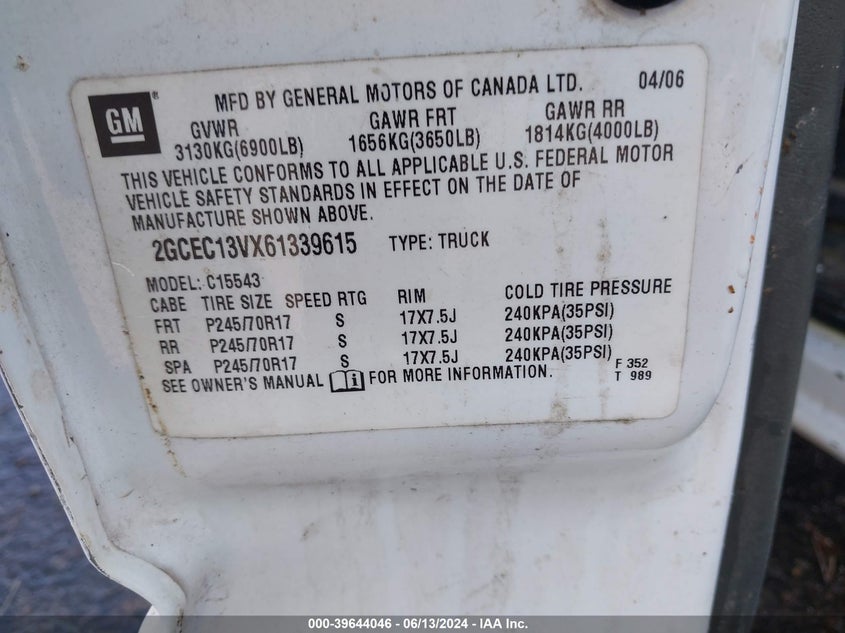 GM ® MFD BY GENERAL MOTORS OF CANADA LTD. 04/06
GVWR GAWR FRT GAWR RR
3130KG(6900LB) 1656KG(3650LB) 1814KG(4000LB)
THIS VEHICLE CONFORMS TO ALL APPLICABLE U.S. FEDERAL MOTOR
VEHICLE SAFETY STANDARDS IN EFFECT ON THE DATE OF
MANUFACTURE SHOWN ABOVE.
2GCEC13VX61339615 TYPE: TRUCK
MODEL: C15543
CABE TIRE SIZE SPEED RTG RIM COLD TIRE PRESSURE
FRT P245/70R17 S 17X7.5J 240KPA(35PSI)
RR P245/70R17 S 17X7.5J 240KPA(35PSI)
SPA P245/70R17 S 17X7.5J 240KPA(35PSI)
SEE OWNER'S MANUAL i FOR MORE INFORMATION.
F 352
T 989
000-39644046 - 06/13/2024 - IAA Inc.